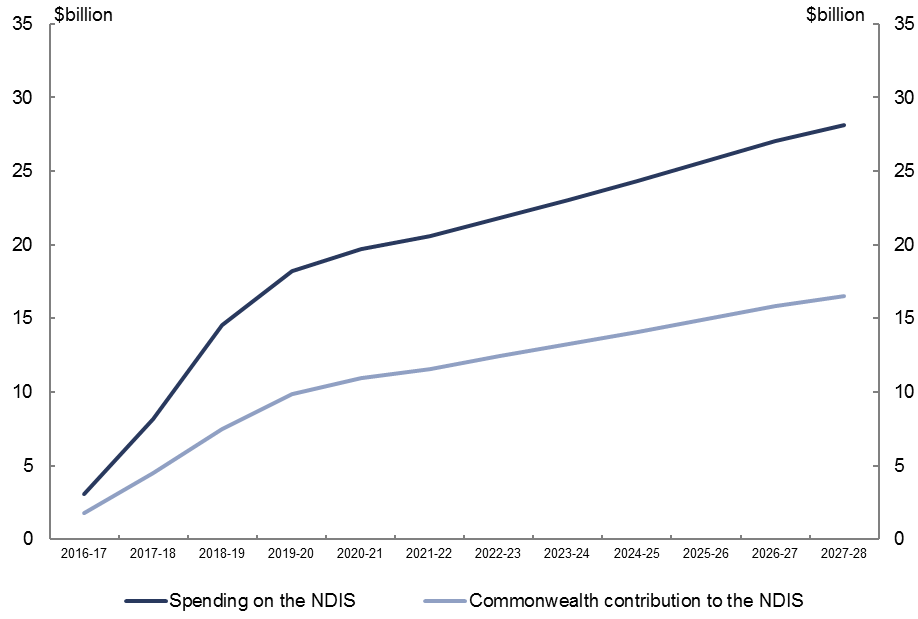 $billion $billion
35 35
30 30
25 25
20 20
15 15
10 10
5 5
0 0
2016-17 2017-18 2018-19 2019-20 2020-21 2021-22 2022-23 2023-24 2024-25 2025-26 2026-27 2027-28
Spending on the NDIS Commonwealth contribution to the NDIS